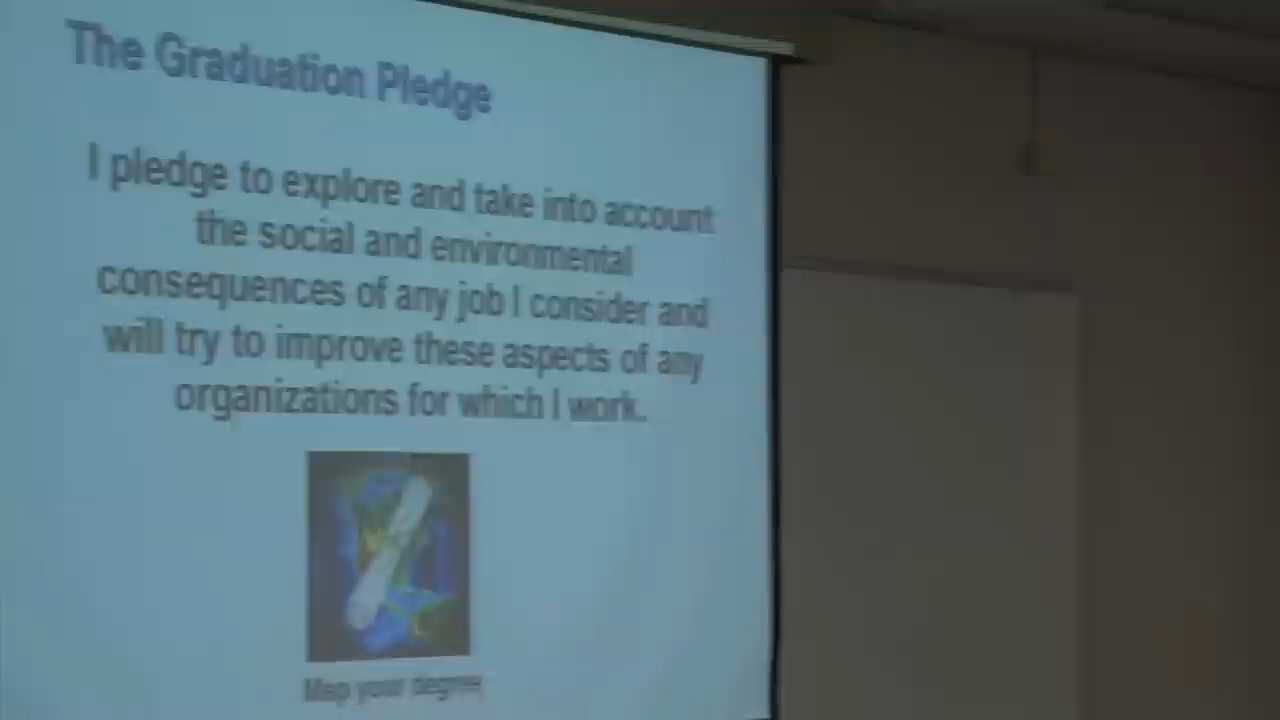 The Graduation Pledge
I pledge to explore and take into account
the social and environmental
consequences of any job I consider and
will try to improve these aspects of any
organizations for which I work.
Map your degree